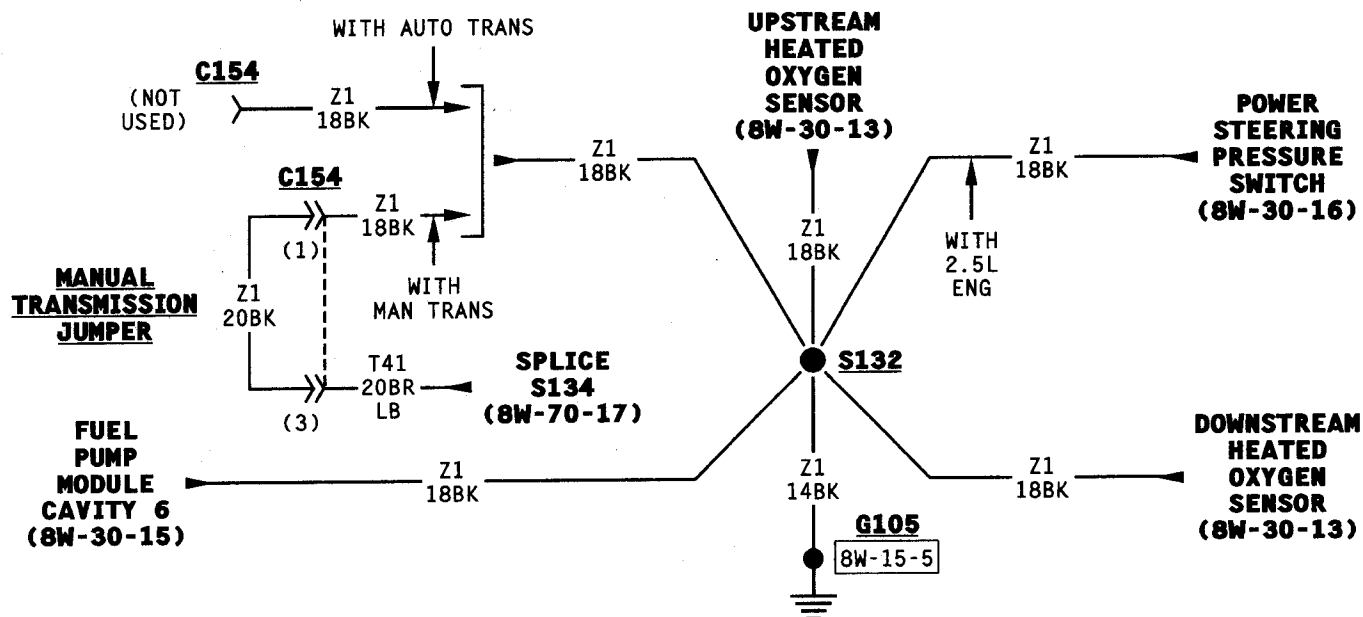 WITH AUTO TRANS
C154
(NOT
USED)
Z1
18BK
C154
Z1
18BK
(1)
WITH
MAN TRANS
MANUAL
TRANSMISSION
JUMPER
Z1
20BK
T41
20BR
LB
(3)
SPLICE
S134
(8W-70-17)
Z1
18BK
UPSTREAM
HEATED
OXYGEN
SENSOR
(8W-30-13)
Z1
18BK
Z1
18BK
WITH
2.5L
ENG
POWER
STEERING
PRESSURE
SWITCH
(8W-30-16)
S132
FUEL
PUMP
MODULE
CAVITY 6
(8W-30-15)
Z1
18BK
Z1
14BK
G105
8W-15-5
Z1
18BK
DOWNSTREAM
HEATED
OXYGEN
SENSOR
(8W-30-13)